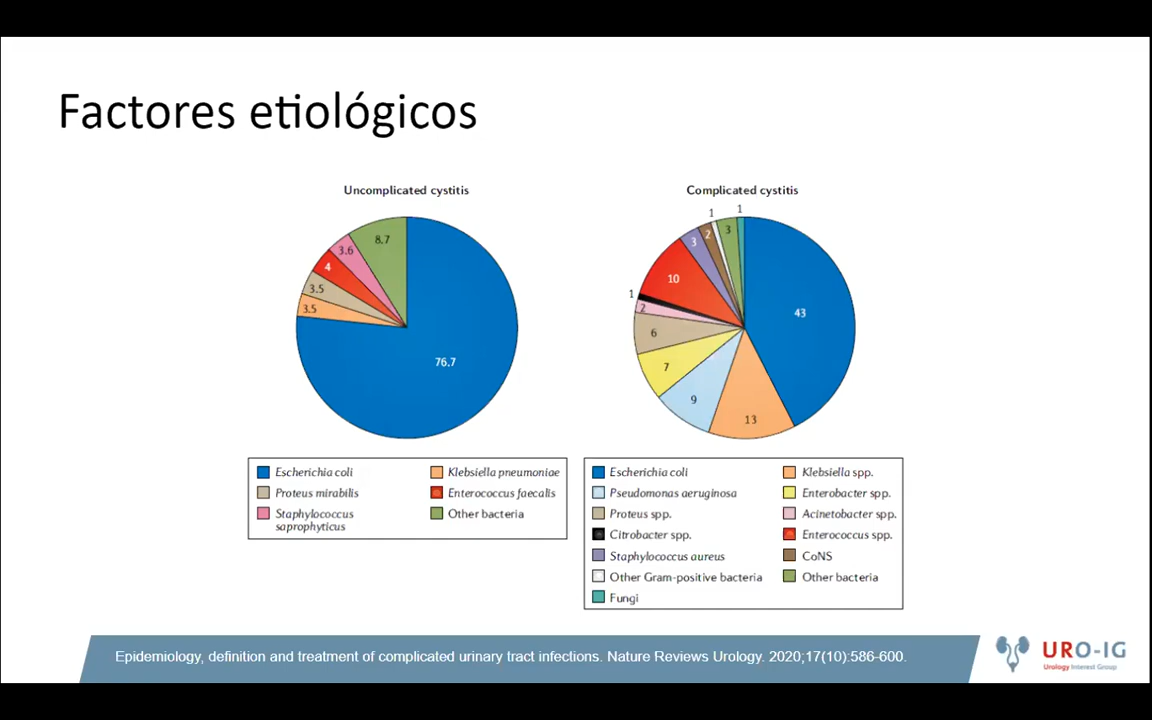 Factores etiológicos
Uncomplicated cystitis
8.7
3.6
4
3.5
3.5
76.7
Escherichia coli
Klebsiella pneumoniae
Proteus mirabilis
Enterococcus faecalis
Staphylococcus
saprophyticus
Other bacteria
Complicated cystitis
1
1
3
2
3
10
43
1
2
6
7
9
13
Escherichia coli
Klebsiella spp.
Pseudomonas aeruginosa
Enterobacter spp.
Proteus spp.
Acinetobacter spp.
Citrobacter spp.
Enterococcus spp.
Staphylococcus aureus
CoNS
Other Gram-positive bacteria
Other bacteria
Fungi
Epidemiology, definition and treatment of complicated urinary tract infections. Nature Reviews Urology. 2020;17(10):586-600.
URO-IG
Urology Interest Group